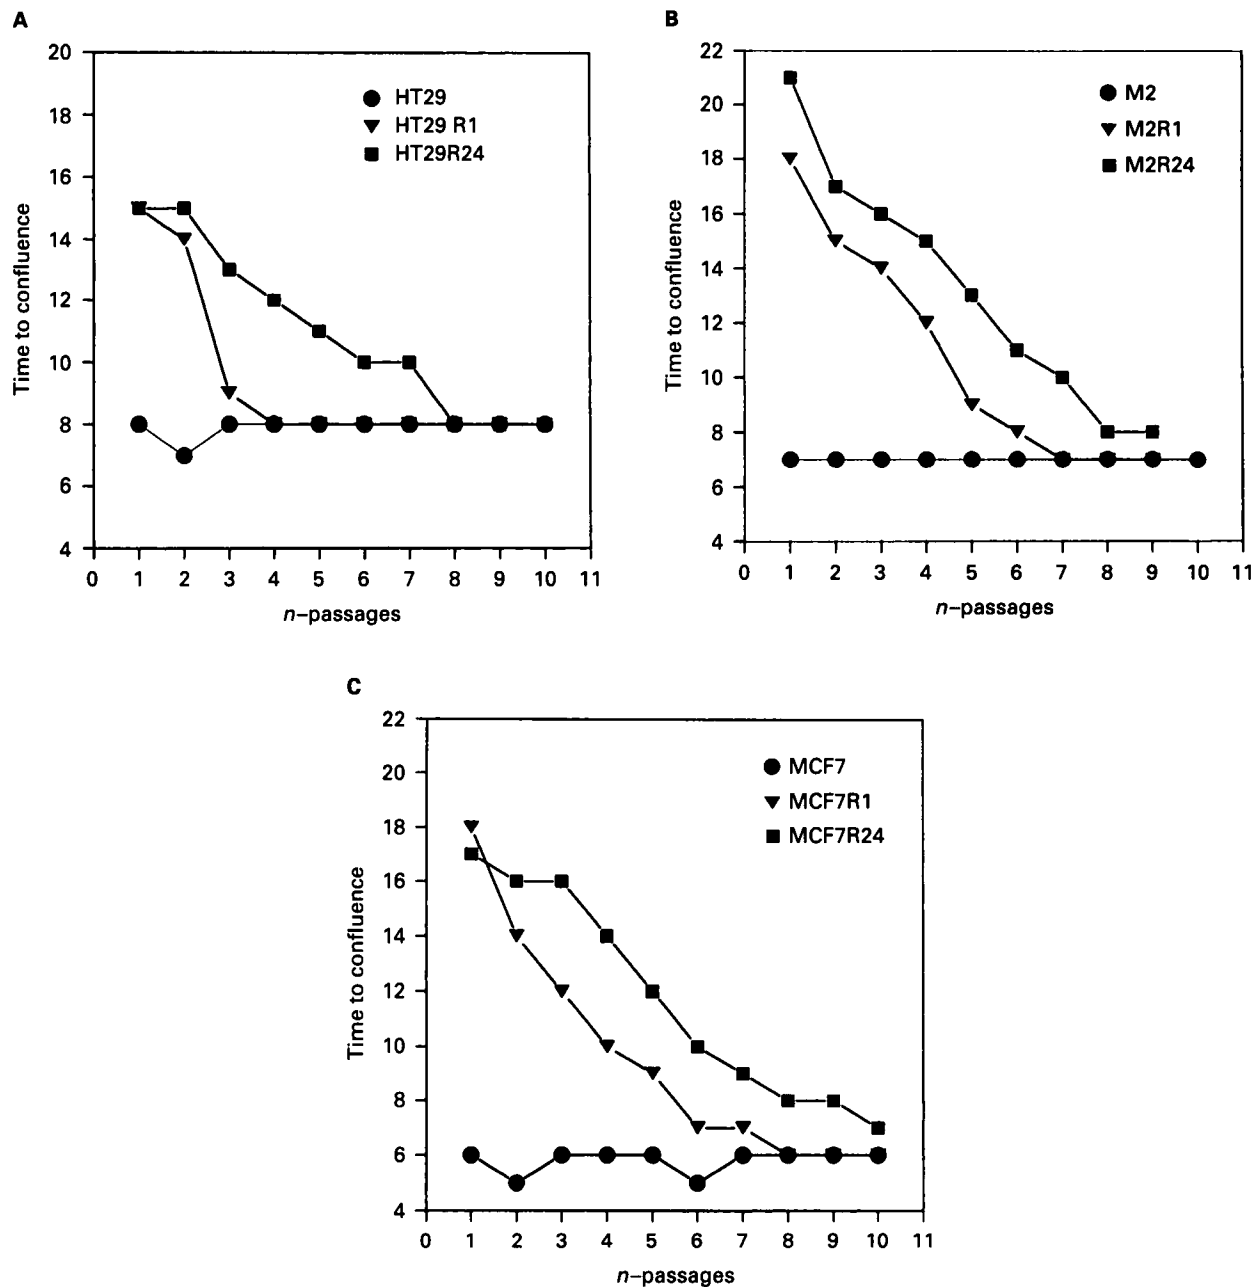 A
20
18
16
14
12
10
8
6
4
Time to confluence
HT29
HT29 R1
HT29R24
0 1 2 3 4 5 6 7 8 9 10 11
n–passages
B
22
20
18
16
14
12
10
8
6
4
Time to confluence
M2
M2R1
M2R24
0 1 2 3 4 5 6 7 8 9 10 11
n–passages
C
22
20
18
16
14
12
10
8
6
4
Time to confluence
MCF7
MCF7R1
MCF7R24
0 1 2 3 4 5 6 7 8 9 10 11
n–passages